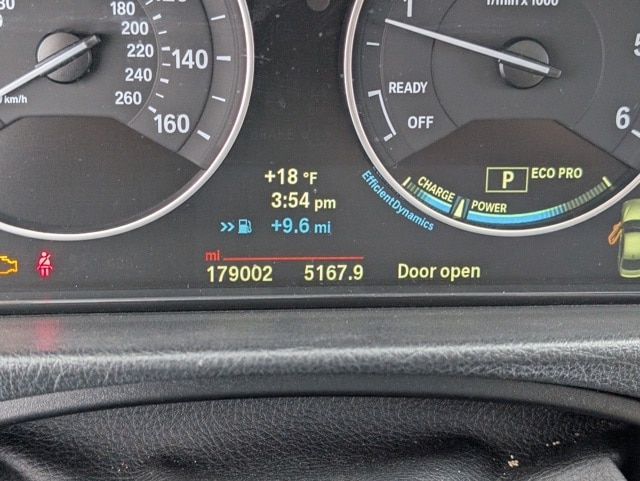 180
200
220
240
260
140
160
km/h
1
r/min x 1000
READY
OFF
5
6
+18 °F
3:54 pm
+9.6 mi
EfficientDynamics
CHARGE
POWER
P
ECO PRO
mi
179002 5167.9 Door open